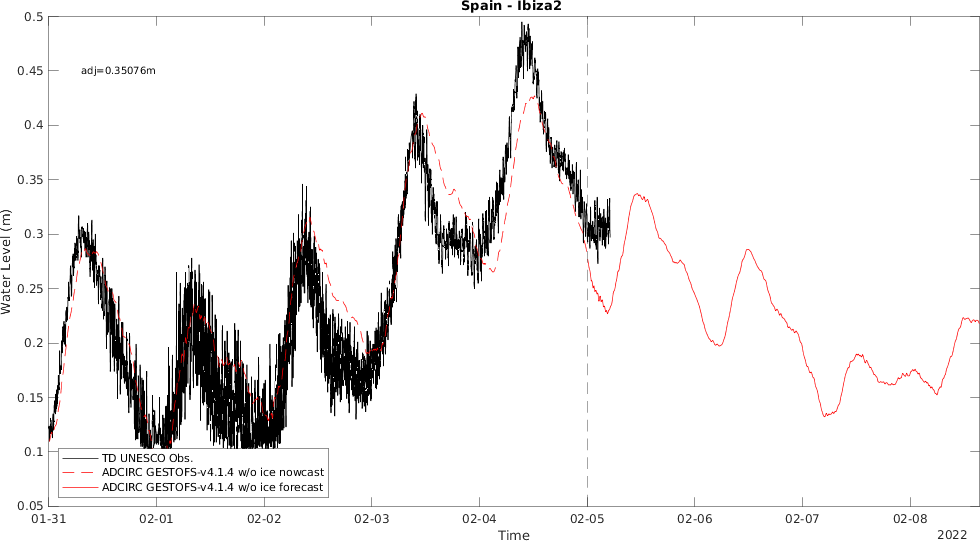 Spain - Ibiza2
0.5
0.45
0.4
0.35
0.3
0.25
0.2
0.15
0.1
0.05
Water Level (m)
adj=0.35076m
TD UNESCO Obs.
ADCIRC GESTOFS-v4.1.4 w/o ice nowcast
ADCIRC GESTOFS-v4.1.4 w/o ice forecast
01-31 02-01 02-02 02-03 02-04 02-05 02-06 02-07 02-08
Time
2022